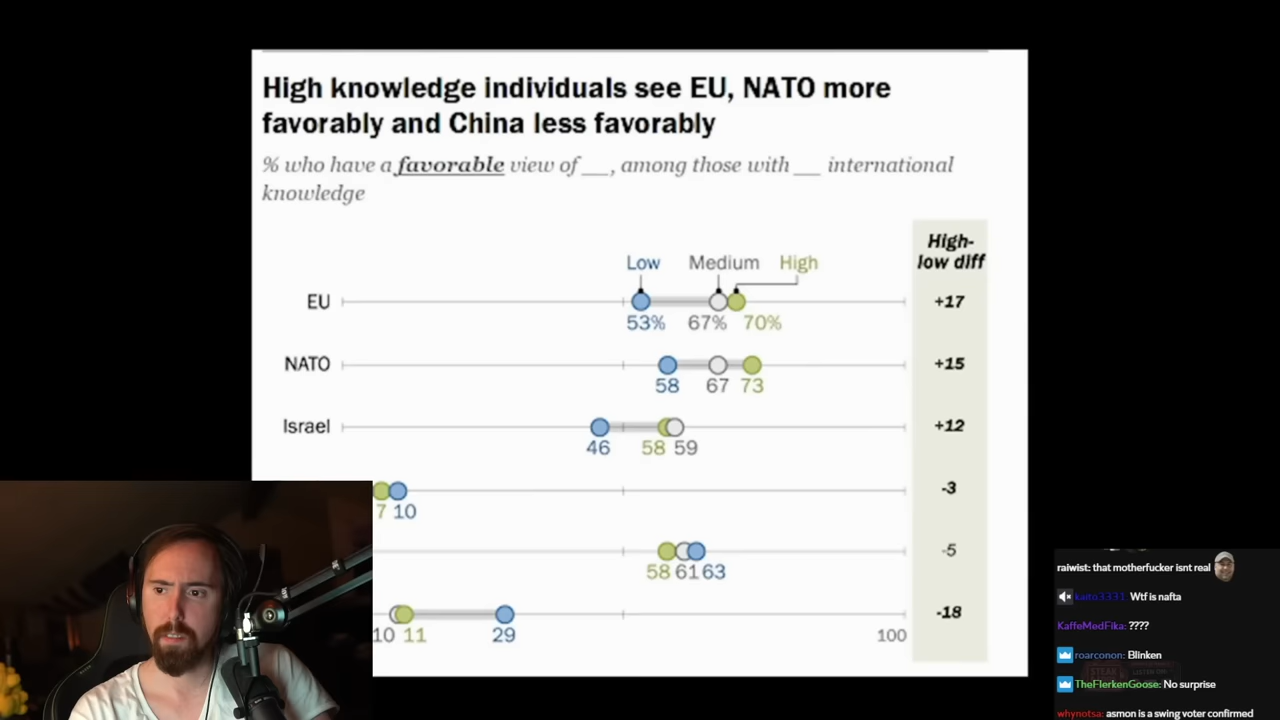 High knowledge individuals see EU, NATO more
favorably and China less favorably
% who have a favorable view of __, among those with __ international
knowledge
High-
low diff
Low Medium High
EU +17
53% 67% 70%
NATO +15
58 67 73
Israel +12
46 58 59
-3
7 10
-5
58 61 63
-18
10 11 29 100
raiwist: that motherfucker isnt real
kaito3331: Wtf is nafta
KaffeMedFika: ????
roarconon: Blinken
TheFlerkenGoose: No surprise
whynotsa: asmon is a swing voter confirmed